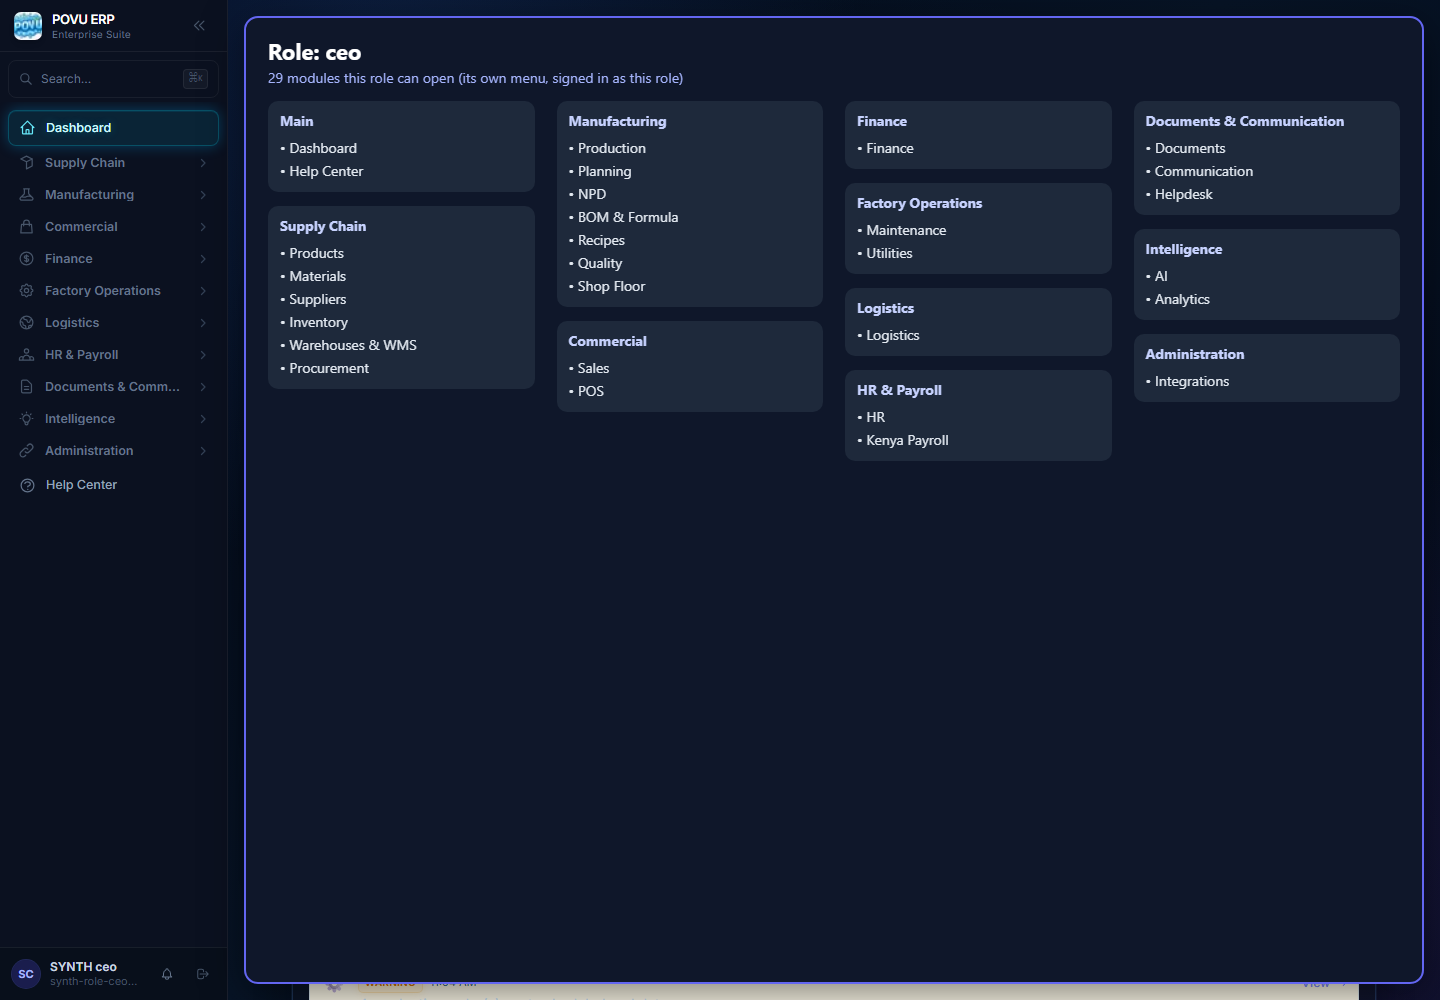 POVU ERP
Enterprise Suite
Search...
⌘K
Dashboard
Supply Chain
Manufacturing
Commercial
Finance
Factory Operations
Logistics
HR & Payroll
Documents & Comm...
Intelligence
Administration
Help Center
SC
SYNTH ceo
synth-role-ceo...
Role: ceo
29 modules this role can open (its own menu, signed in as this role)
Main
• Dashboard
• Help Center
Supply Chain
• Products
• Materials
• Suppliers
• Inventory
• Warehouses & WMS
• Procurement
Manufacturing
• Production
• Planning
• NPD
• BOM & Formula
• Recipes
• Quality
• Shop Floor
Commercial
• Sales
• POS
Finance
• Finance
Factory Operations
• Maintenance
• Utilities
Logistics
• Logistics
HR & Payroll
• HR
• Kenya Payroll
Documents & Communication
• Documents
• Communication
• Helpdesk
Intelligence
• AI
• Analytics
Administration
• Integrations